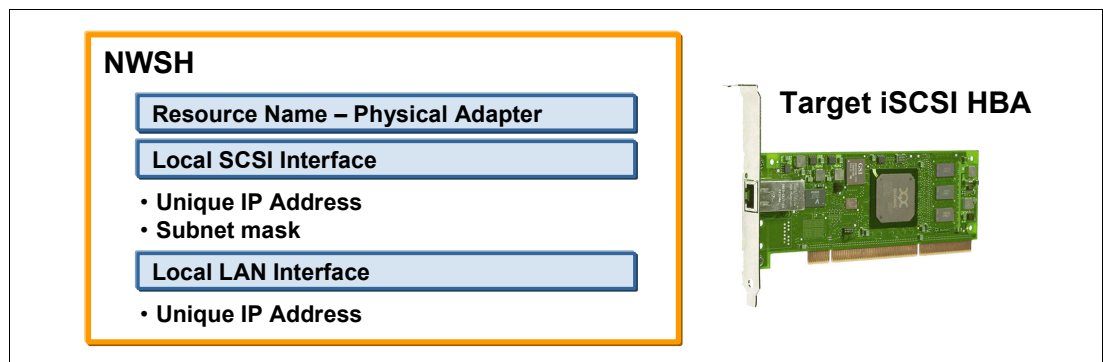 NWSH
Resource Name – Physical Adapter
Local SCSI Interface
• Unique IP Address
• Subnet mask
Local LAN Interface
• Unique IP Address
Target iSCSI HBA